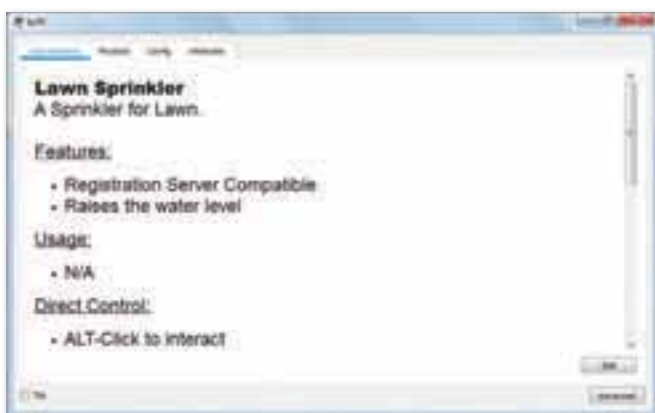 Lawn Sprinkler
A Sprinkler for Lawn.
Features:
• Registration Server Compatible
• Raises the water level
Usage:
• N/A
Direct Control:
• ALT-Click to interact